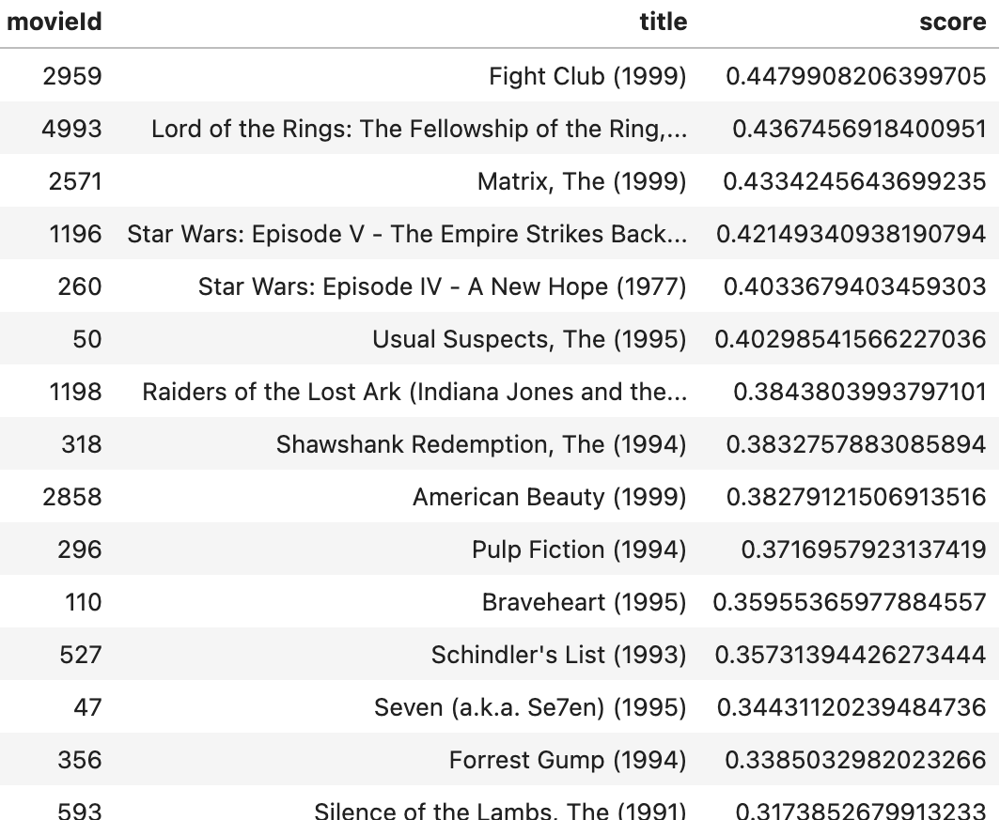 movieId title score
2959 Fight Club (1999) 0.4479908206399705
4993 Lord of the Rings: The Fellowship of the Ring,... 0.4367456918400951
2571 Matrix, The (1999) 0.4334245643699235
1196 Star Wars: Episode V - The Empire Strikes Back... 0.42149340938190794
260 Star Wars: Episode IV - A New Hope (1977) 0.4033679403459303
50 Usual Suspects, The (1995) 0.40298541566227036
1198 Raiders of the Lost Ark (Indiana Jones and the... 0.3843803993797101
318 Shawshank Redemption, The (1994) 0.3832757883085894
2858 American Beauty (1999) 0.38279121506913516
296 Pulp Fiction (1994) 0.3716957923137419
110 Braveheart (1995) 0.35955365977884557
527 Schindler's List (1993) 0.35731394426273444
47 Seven (a.k.a. Se7en) (1995) 0.34431120239484736
356 Forrest Gump (1994) 0.3385032982023266
593 Silence of the Lambs, The (1991) 0.3173852679913233